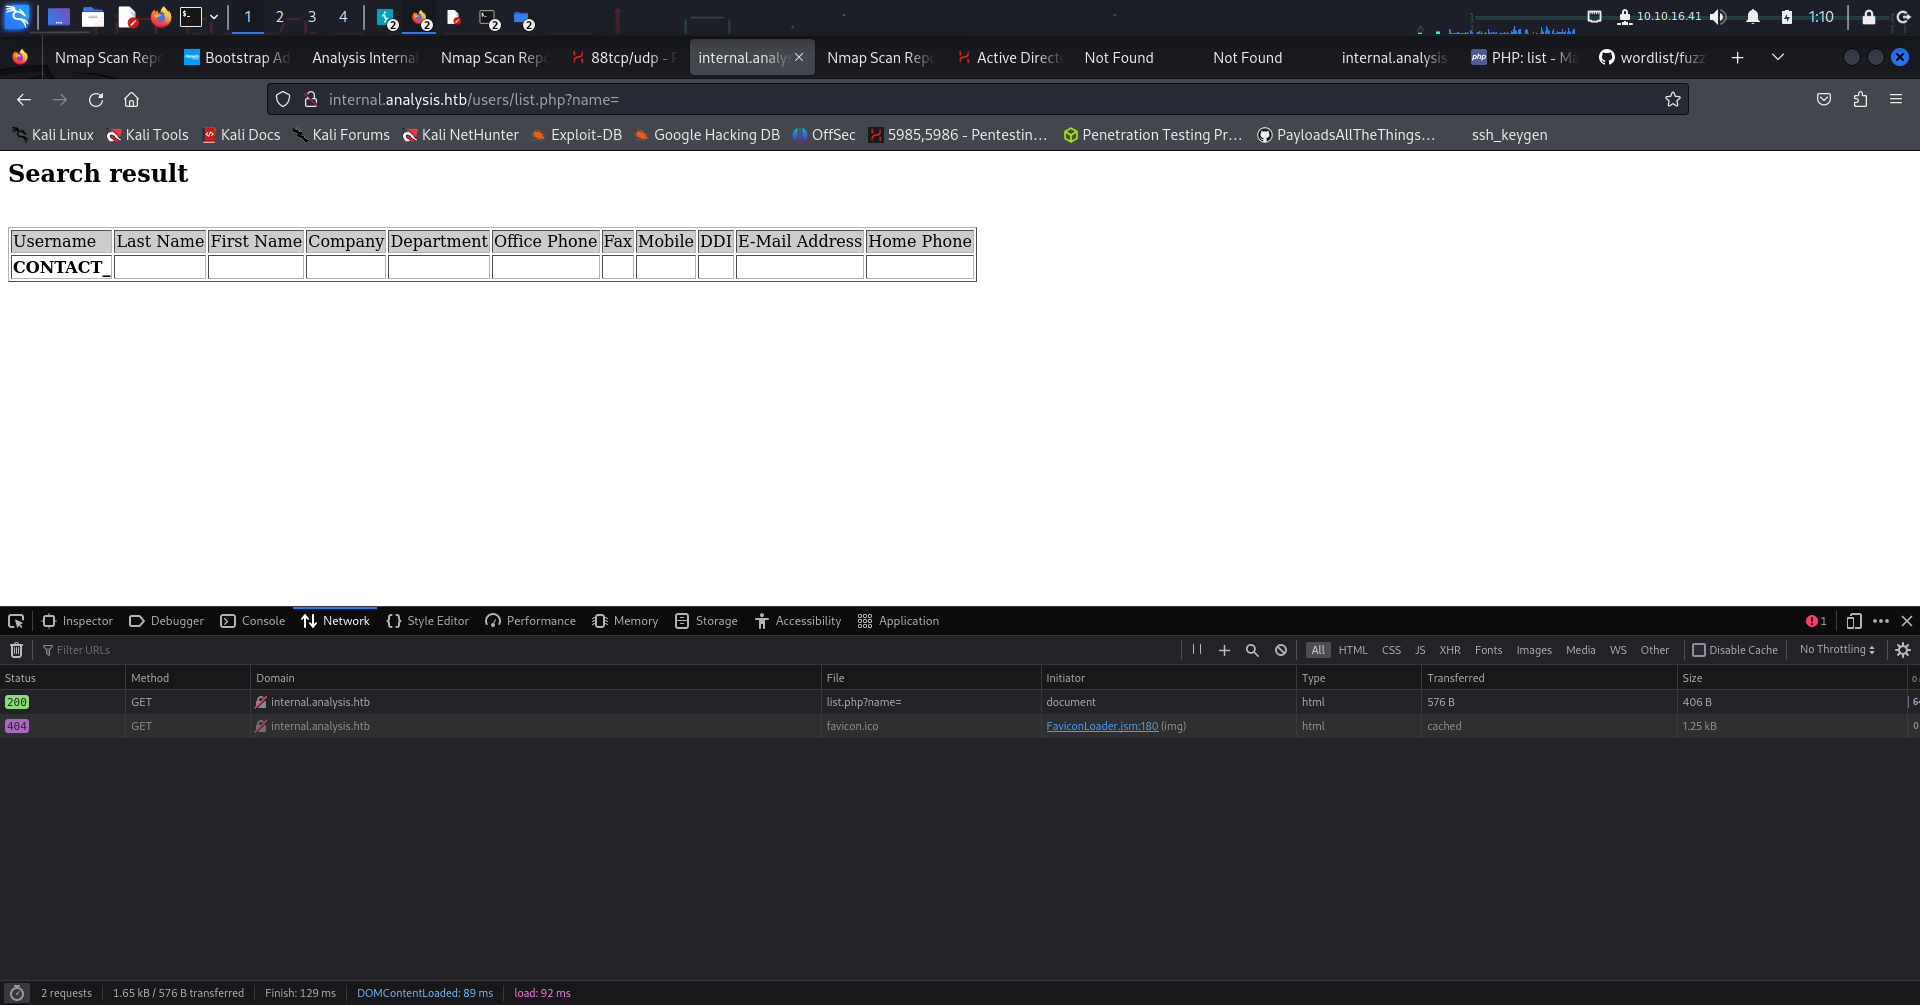 1 2 3 4 2 2 2 2 10.10.16.41 1:10
Nmap Scan Repo Bootstrap Ad Analysis Internal Nmap Scan Repo 88tcp/udp - P internal.analy Nmap Scan Repo Active Directo Not Found Not Found internal.analysis PHP: list - Ma wordlist/fuzz
internal.analysis.htb/users/list.php?name=
Kali Linux Kali Tools Kali Docs Kali Forums Kali NetHunter Exploit-DB Google Hacking DB OffSec 5985,5986 - Pentestin… Penetration Testing Pr… PayloadsAllTheThings… ssh_keygen
Search result
Username Last Name First Name Company Department Office Phone Fax Mobile DDI E-Mail Address Home Phone
CONTACT_
Inspector Debugger Console Network Style Editor Performance Memory Storage Accessibility Application 1
Filter URLs All HTML CSS JS XHR Fonts Images Media WS Other Disable Cache No Throttling
Status Method Domain File Initiator Type Transferred Size 0
200 GET internal.analysis.htb list.php?name= document html 576 B 406 B 6
404 GET internal.analysis.htb favicon.ico FaviconLoader.jsm:180 (img) html cached 1.25 kB 0
2 requests 1.65 kB / 576 B transferred Finish: 129 ms DOMContentLoaded: 89 ms load: 92 ms